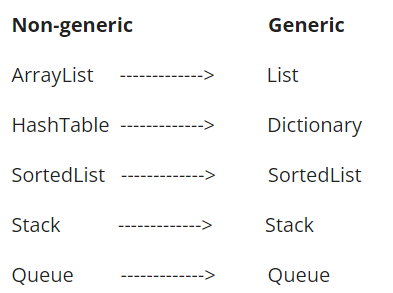 Non-generic Generic
ArrayList -------------> List
HashTable -------------> Dictionary
SortedList -------------> SortedList
Stack -------------> Stack
Queue -------------> Queue